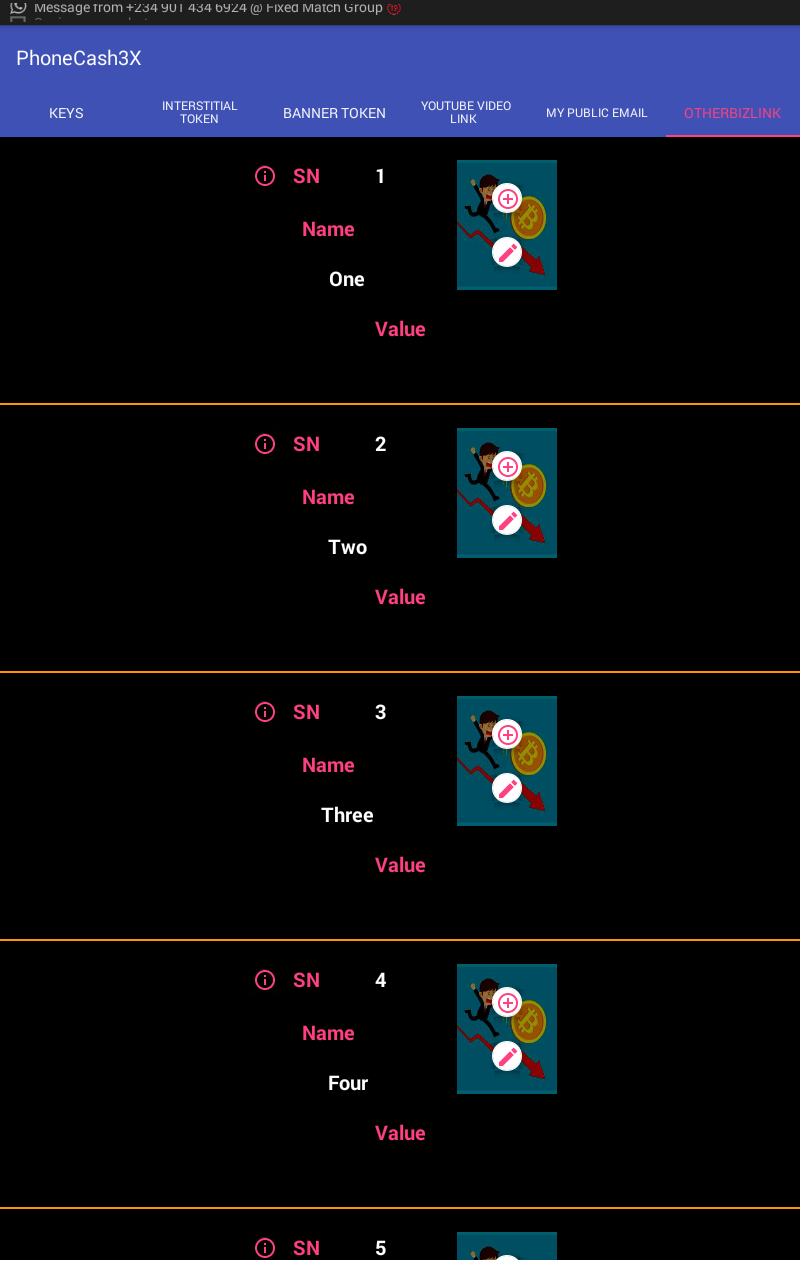 Message from +234 901 434 6924 @ Fixed Match Group
PhoneCash3X
KEYS
INTERSTITIAL
TOKEN
BANNER TOKEN
YOUTUBE VIDEO
LINK
MY PUBLIC EMAIL
OTHERBIZLINK
SN 1
Name
One
Value
SN 2
Name
Two
Value
SN 3
Name
Three
Value
SN 4
Name
Four
Value
SN 5